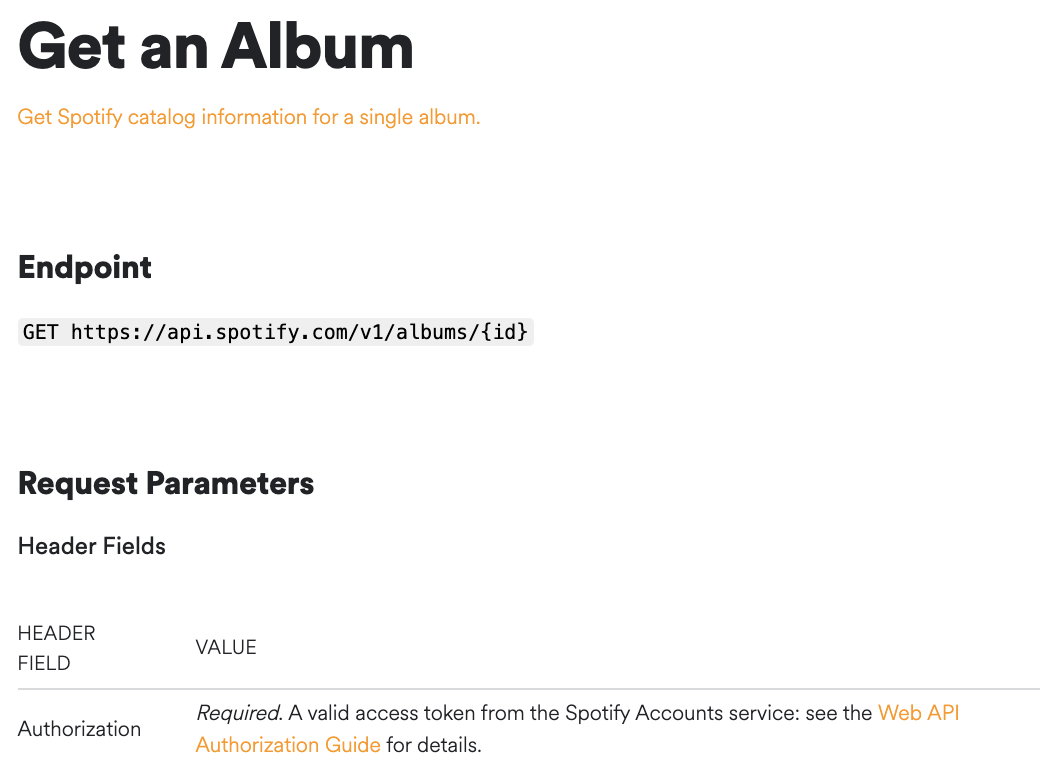 Get an Album
Get Spotify catalog information for a single album.
Endpoint
GET https://api.spotify.com/v1/albums/{id}
Request Parameters
Header Fields
HEADER
FIELD
VALUE
Authorization
Required. A valid access token from the Spotify Accounts service: see the Web API
Authorization Guide for details.